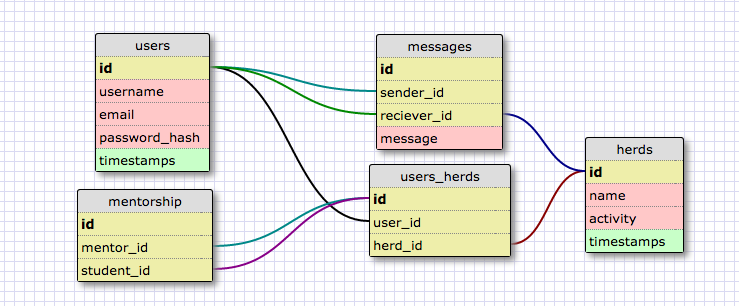 users
id
username
email
password_hash
timestamps
messages
id
sender_id
reciever_id
message
herds
id
name
activity
timestamps
mentorship
id
mentor_id
student_id
users_herds
id
user_id
herd_id